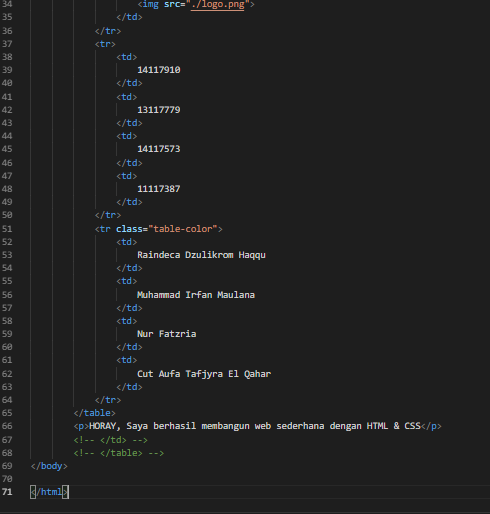 34 <img src="./logo.png">
35 </td>
36 </tr>
37 <tr>
38 <td>
39 14117910
40 </td>
41 <td>
42 13117779
43 </td>
44 <td>
45 14117573
46 </td>
47 <td>
48 11117387
49 </td>
50 </tr>
51 <tr class="table-color">
52 <td>
53 Raindeca Dzulikrom Haqqu
54 </td>
55 <td>
56 Muhammad Irfan Maulana
57 </td>
58 <td>
59 Nur Fatzria
60 </td>
61 <td>
62 Cut Aufa Tafjyra El Qahar
63 </td>
64 </tr>
65 </table>
66 <p>HORAY, Saya berhasil membangun web sederhana dengan HTML & CSS</p>
67 <!-- </td> -->
68 <!-- </table> -->
69 </body>
70
71 </html>